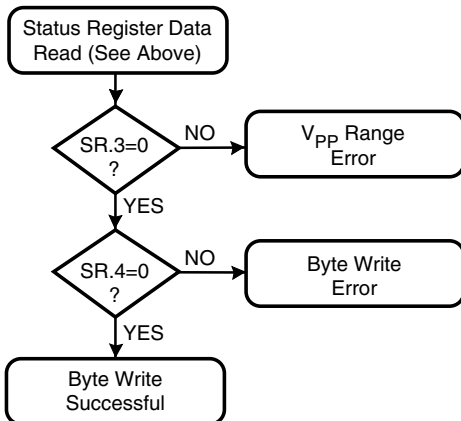 Status Register Data
Read (See Above)
SR.3=0
?
NO
VPP Range
Error
YES
SR.4=0
?
NO
Byte Write
Error
YES
Byte Write
Successful